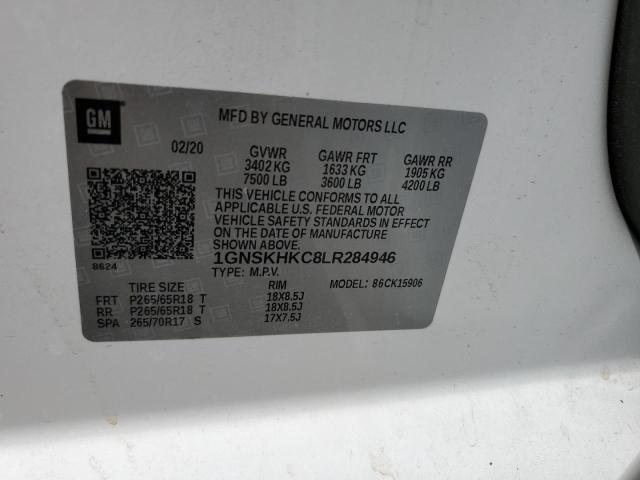 GM
MFD BY GENERAL MOTORS LLC
02/20 GVWR GAWR FRT GAWR RR
3402 KG 1633 KG 1905 KG
7500 LB 3600 LB 4200 LB
THIS VEHICLE CONFORMS TO ALL
APPLICABLE U.S. FEDERAL MOTOR
VEHICLE SAFETY STANDARDS IN EFFECT
ON THE DATE OF MANUFACTURE
SHOWN ABOVE.
8624
1GNSKHKC8LR284946
TYPE: M.P.V. MODEL: 86CK15906
TIRE SIZE RIM
FRT P265/65R18 T 18X8.5J
RR P265/65R18 T 18X8.5J
SPA 265/70R17 S 17X7.5J